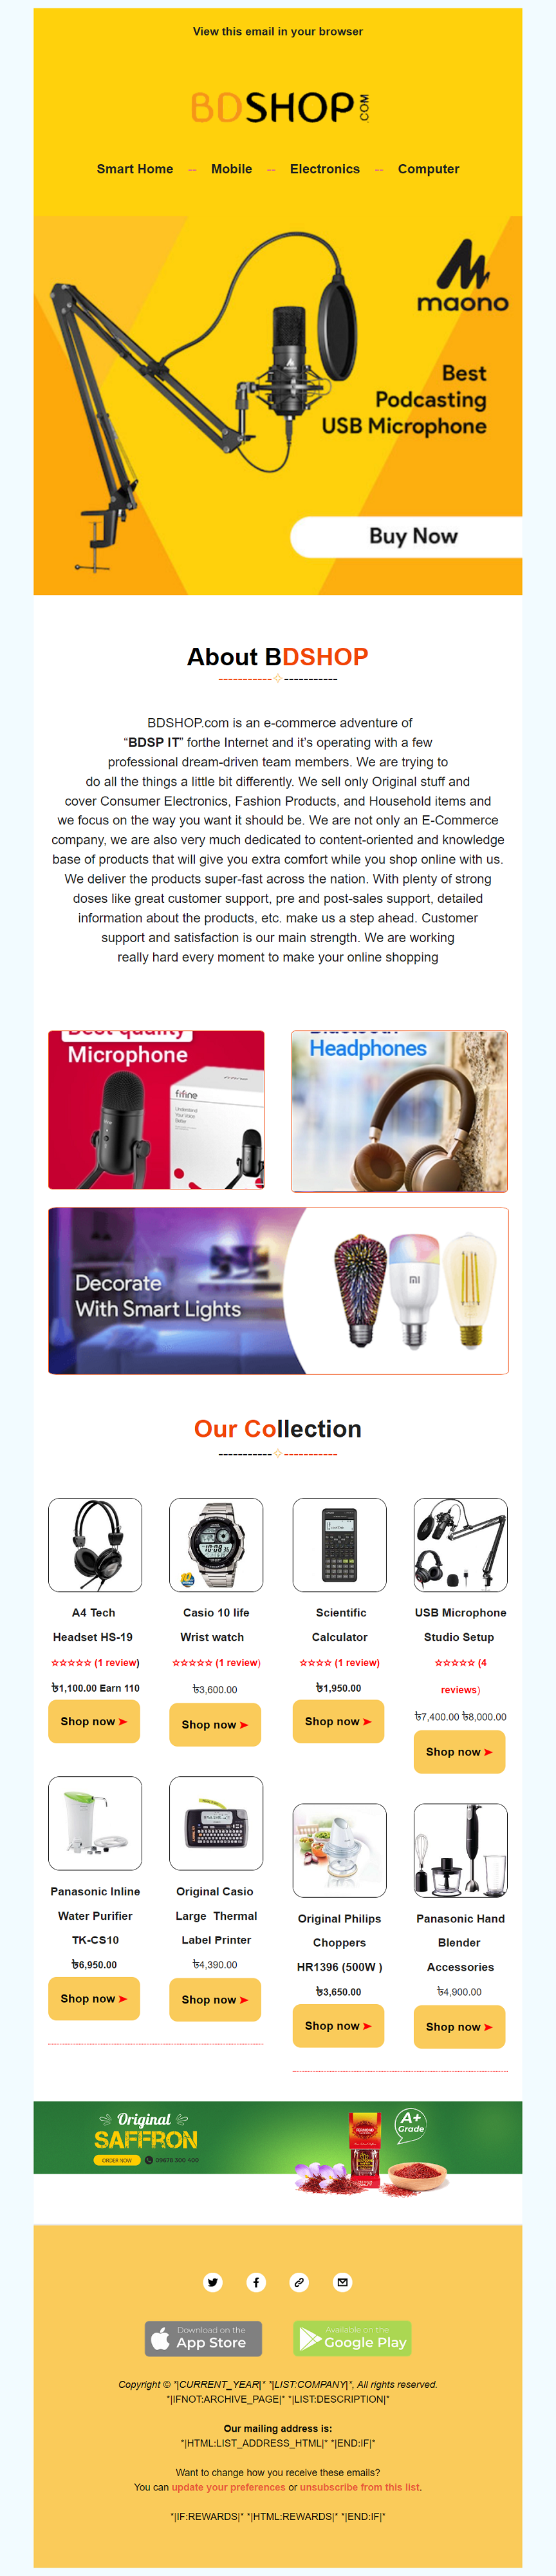 View this email in your browser
BDSHOP.COM
Smart Home -- Mobile -- Electronics -- Computer
maono
Best
Podcasting
USB Microphone
Buy Now
About BDSHOP
-----------✧-----------
BDSHOP.com is an e-commerce adventure of
“BDSP IT” forthe Internet and it’s operating with a few
professional dream-driven team members. We are trying to
do all the things a little bit differently. We sell only Original stuff and
cover Consumer Electronics, Fashion Products, and Household items and
we focus on the way you want it should be. We are not only an E-Commerce
company, we are also very much dedicated to content-oriented and knowledge
base of products that will give you extra comfort while you shop online with us.
We deliver the products super-fast across the nation. With plenty of strong
doses like great customer support, pre and post-sales support, detailed
information about the products, etc. make us a step ahead. Customer
support and satisfaction is our main strength. We are working
really hard every moment to make your online shopping
Best quality
Microphone
fifine
Understand
Your Voice
Better
Bluetooth
Headphones
Decorate
With Smart Lights
Our Collection
-----------✧-----------
A4 Tech
Headset HS-19
☆☆☆☆☆ (1 review)
৳1,100.00 Earn 110
Shop now ➤
Casio 10 life
Wrist watch
☆☆☆☆☆ (1 review)
৳3,600.00
Shop now ➤
Scientific
Calculator
☆☆☆☆ (1 review)
৳1,950.00
Shop now ➤
USB Microphone
Studio Setup
☆☆☆☆☆ (4
reviews)
৳7,400.00 ৳8,000.00
Shop now ➤
Panasonic Inline
Water Purifier
TK-CS10
৳6,950.00
Shop now ➤
Original Casio
Large Thermal
Label Printer
৳4,390.00
Shop now ➤
Original Philips
Choppers
HR1396 (500W )
৳3,650.00
Shop now ➤
Panasonic Hand
Blender
Accessories
৳4,900.00
Shop now ➤
Original
SAFFRON
ORDER NOW 09678 300 400
A+
Grade
Download on the
App Store
Available on the
Google Play
Copyright © *|CURRENT_YEAR|* *|LIST:COMPANY|*, All rights reserved.
*|IFNOT:ARCHIVE_PAGE|* *|LIST:DESCRIPTION|*
Our mailing address is:
*|HTML:LIST_ADDRESS_HTML|* *|END:IF|*
Want to change how you receive these emails?
You can update your preferences or unsubscribe from this list.
*|IF:REWARDS|* *|HTML:REWARDS|* *|END:IF|*